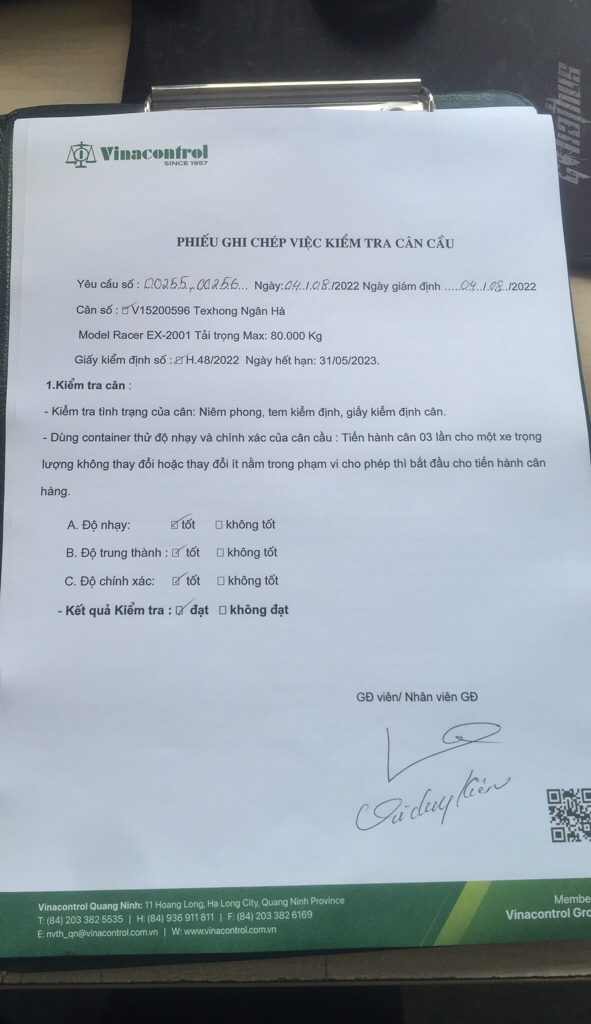 Vinacontrol
SINCE 1957
PHIẾU GHI CHÉP VIỆC KIỂM TRA CÂN CẦU
Yêu cầu số : 00255, 00256... Ngày:04./.08./2022 Ngày giám định .....04./.08../2022
Cân số : ☑V15200596 Texhong Ngân Hà
Model Racer EX-2001 Tải trọng Max: 80.000 Kg
Giấy kiểm định số :☑H.48/2022 Ngày hết hạn: 31/05/2023.
1.Kiểm tra cân :
- Kiểm tra tình trạng của cân: Niêm phong, tem kiểm định, giấy kiểm định cân.
- Dùng container thử độ nhạy và chính xác của cân cầu : Tiến hành cân 03 lần cho một xe trọng
lượng không thay đổi hoặc thay đổi ít nằm trong phạm vi cho phép thì bắt đầu cho tiến hành cân
hàng.
A. Độ nhạy: ☑ tốt ☐ không tốt
B. Độ trung thành : ☑ tốt ☐ không tốt
C. Độ chính xác: ☑ tốt ☐ không tốt
- Kết quả Kiểm tra : ☑ đạt ☐ không đạt
GĐ viên/ Nhân viên GĐ
duy Kiên
Vinacontrol Quang Ninh: 11 Hoang Long, Ha Long City, Quang Ninh Province
T: (84) 203 382 5535 | H: (84) 936 911 811 | F: (84) 203 382 6169
E: nvth_qn@vinacontrol.com.vn | W: www.vinacontrol.com.vn
Membe
Vinacontrol Gro